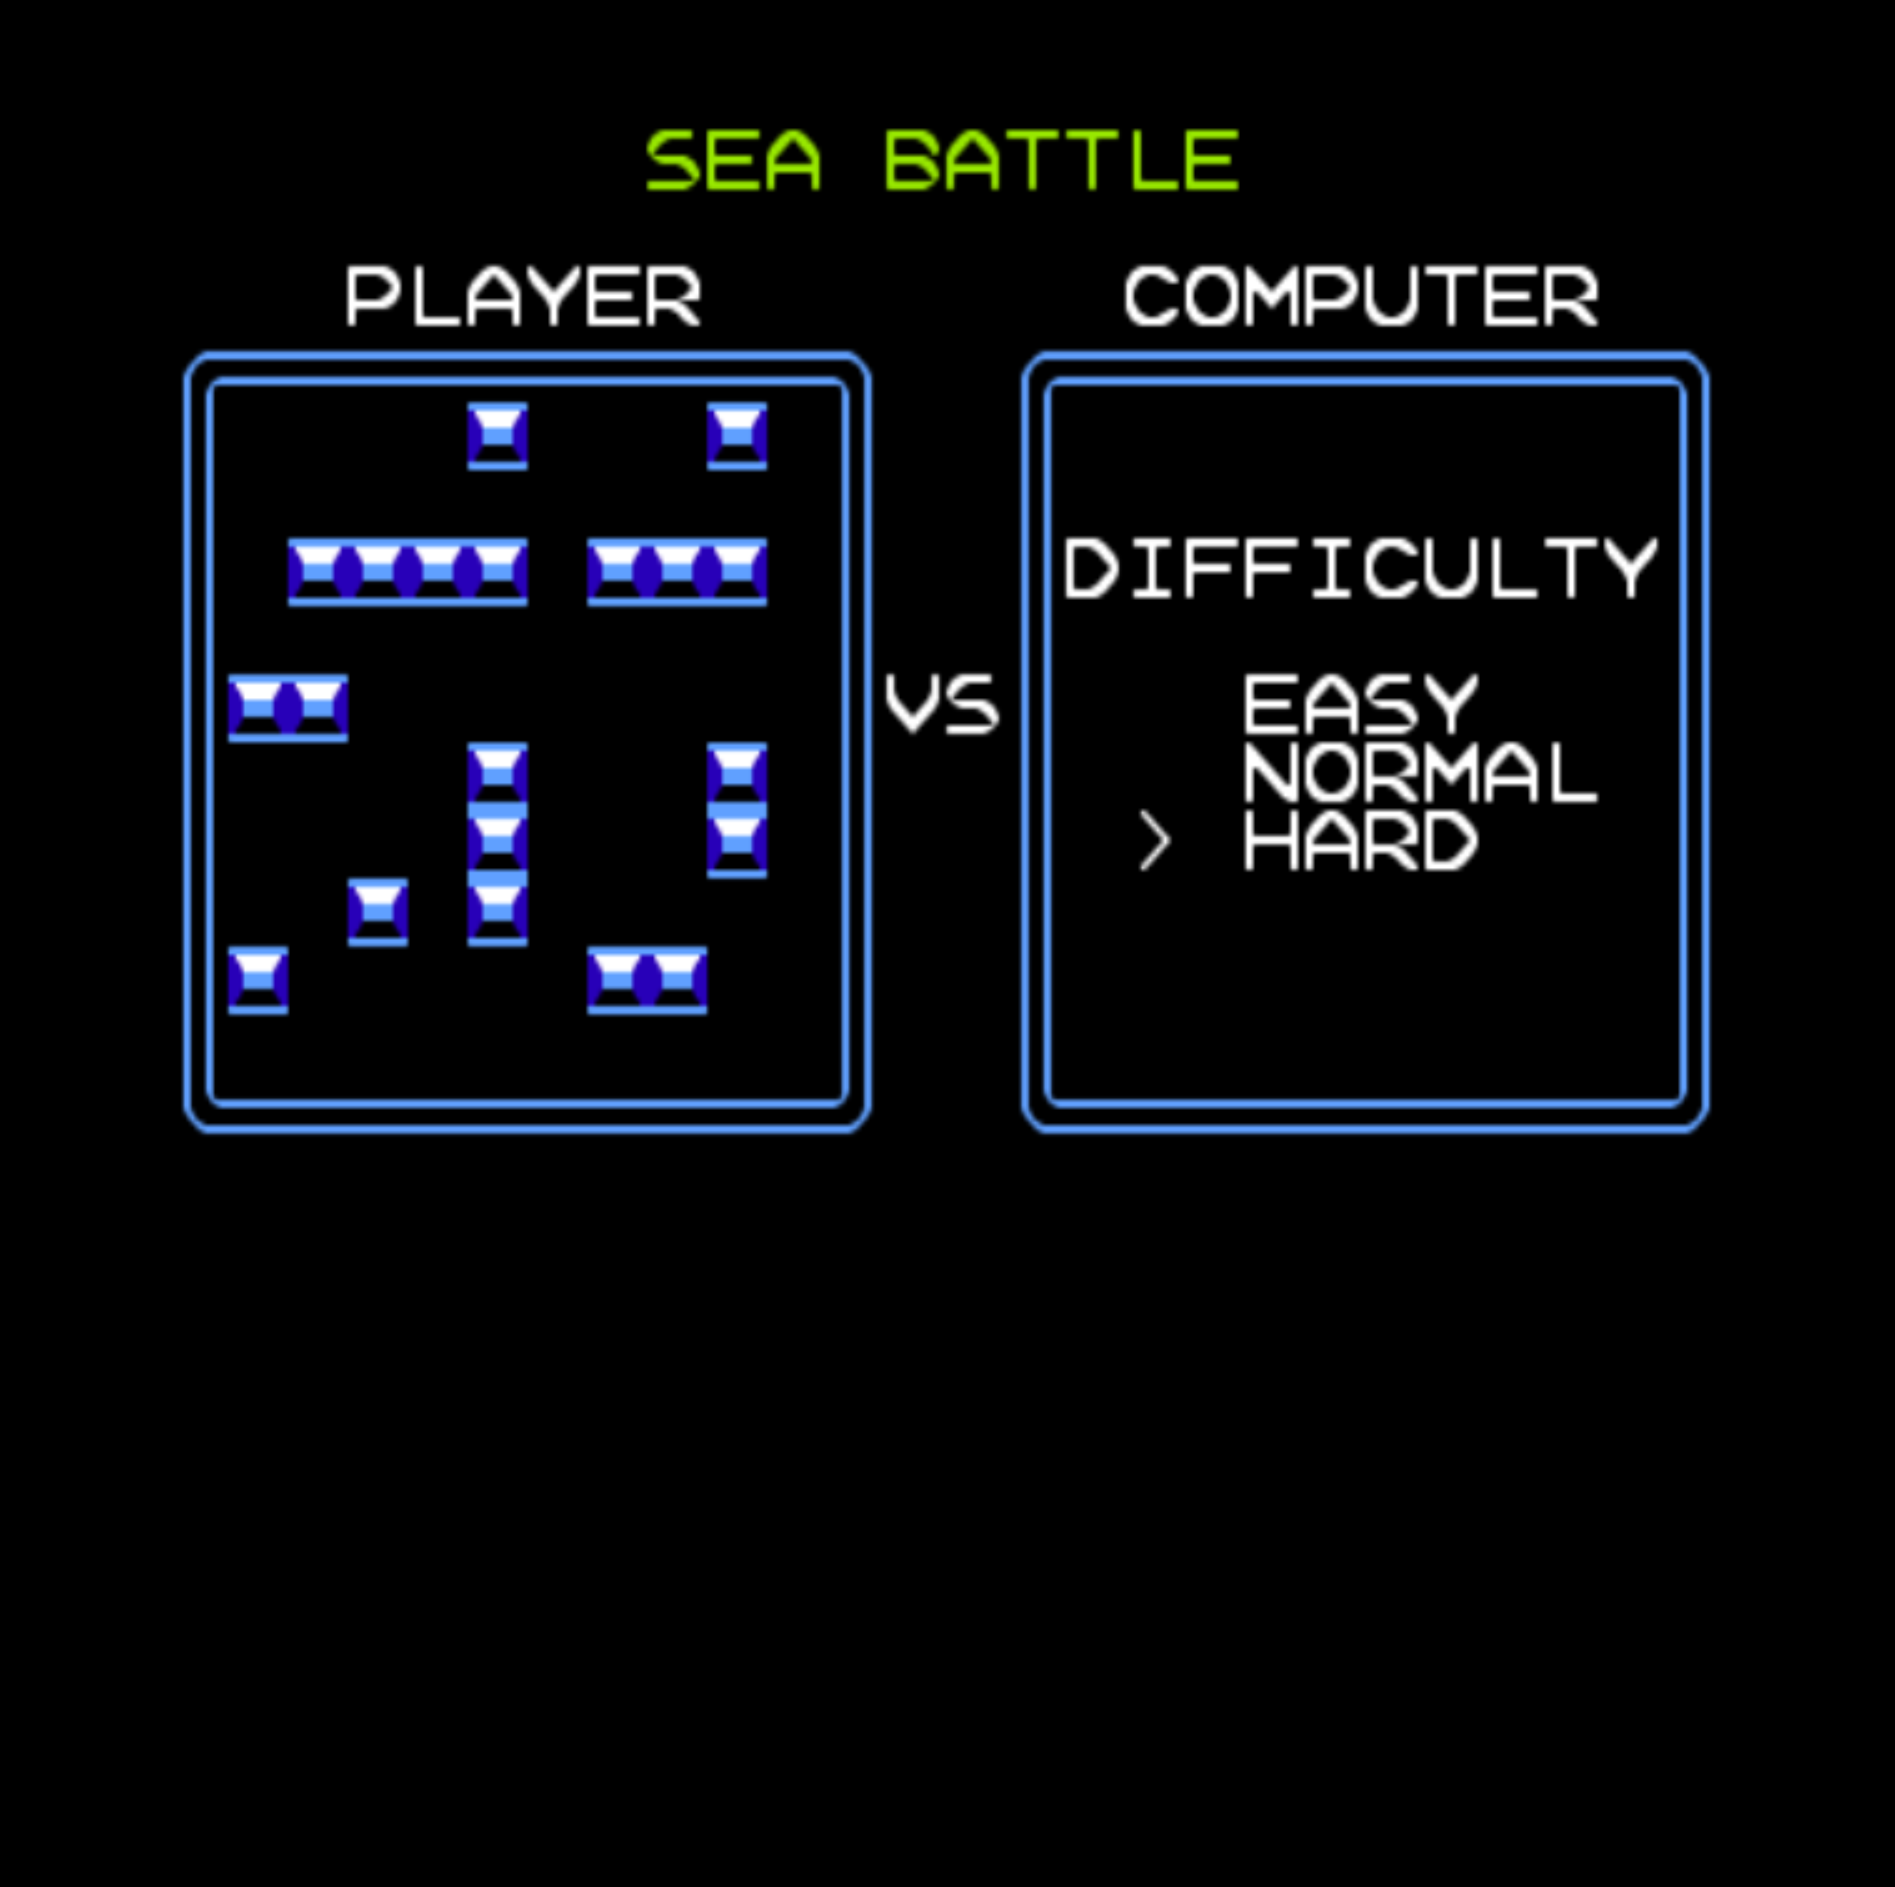 SEA BATTLE
PLAYER
COMPUTER
VS
DIFFICULTY
EASY
NORMAL
> HARD